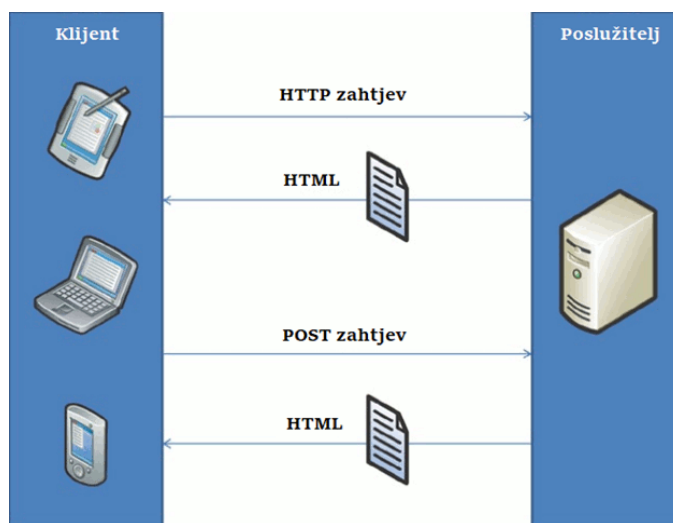 Klijent
Poslužitelj
HTTP zahtjev
HTML
POST zahtjev
HTML